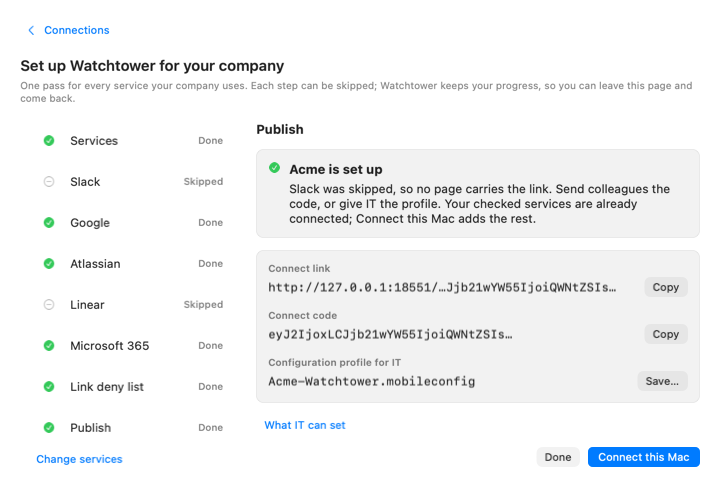 Connections
Set up Watchtower for your company
One pass for every service your company uses. Each step can be skipped; Watchtower keeps your progress, so you can leave this page and
come back.
Services Done
Slack Skipped
Google Done
Atlassian Done
Linear Skipped
Microsoft 365 Done
Link deny list Done
Publish Done
Change services
Publish
Acme is set up
Slack was skipped, so no page carries the link. Send colleagues the
code, or give IT the profile. Your checked services are already
connected; Connect this Mac adds the rest.
Connect link
http://127.0.0.1:18551/…Jjb21wYW55IjoiQWNtZSIs…
Copy
Connect code
eyJ2IjoxLCJjb21wYW55IjoiQWNtZSIs…
Copy
Configuration profile for IT
Acme-Watchtower.mobileconfig
Save…
What IT can set
Done
Connect this Mac